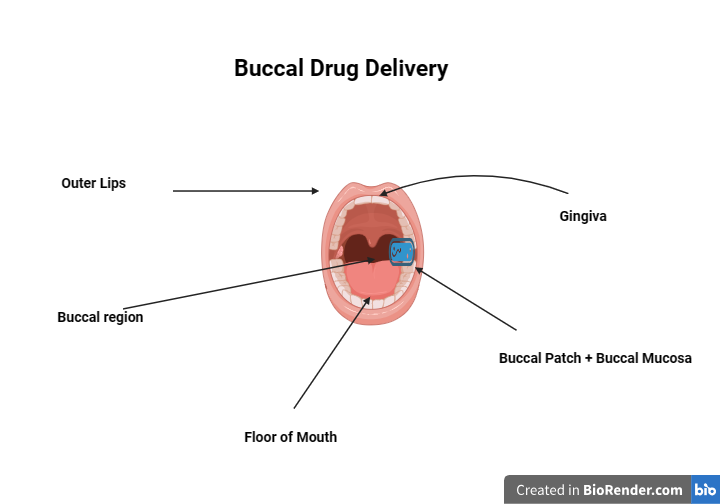 Buccal Drug Delivery
Outer Lips
Gingiva
Buccal region
Buccal Patch + Buccal Mucosa
Floor of Mouth
Created in BioRender.com bio